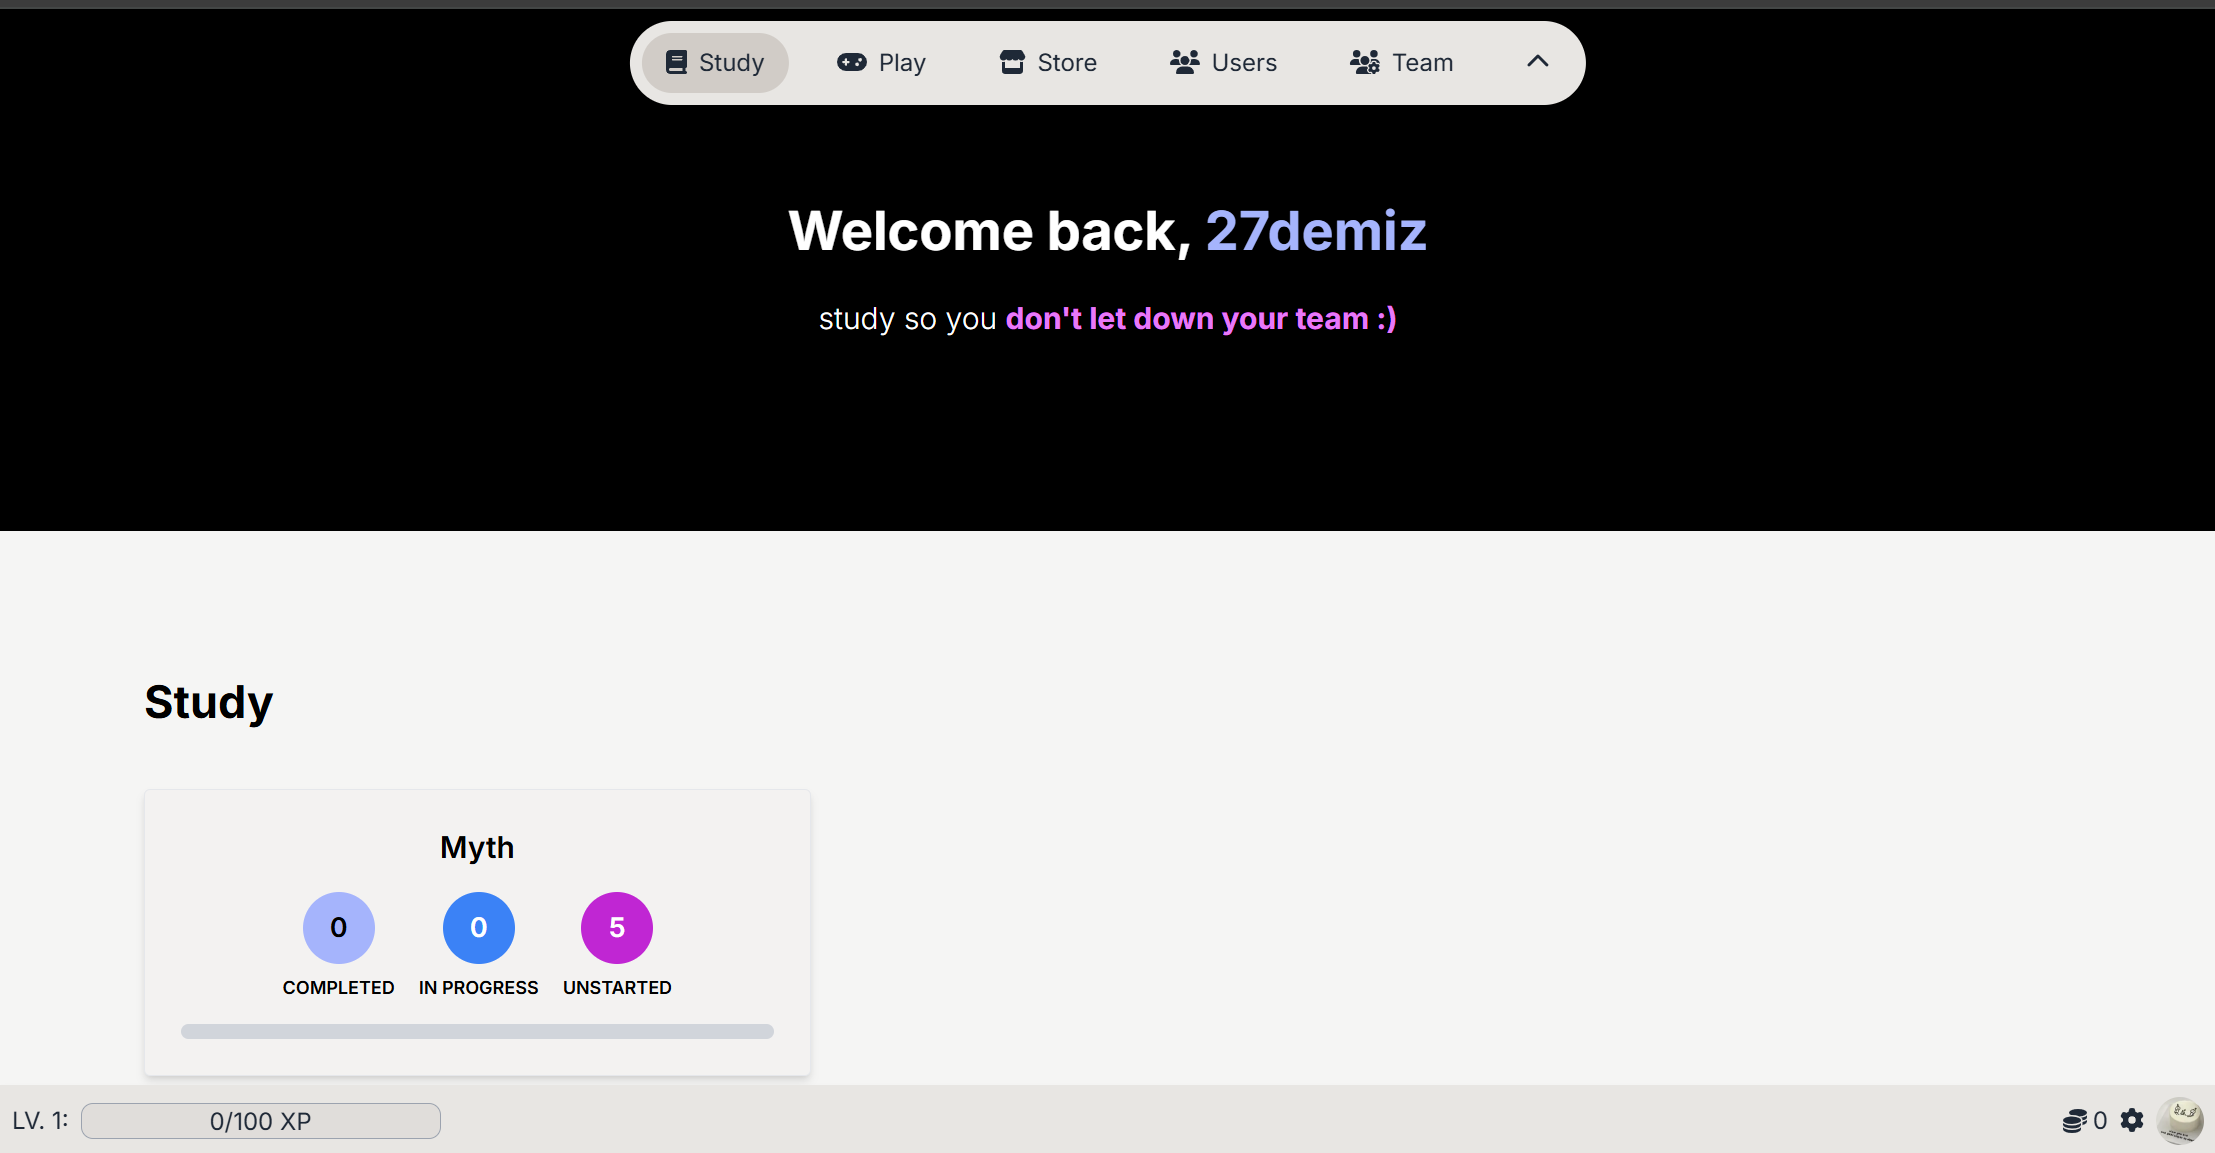 Study Play Store Users Team
Welcome back, 27demiz
study so you don't let down your team :)
Study
Myth
0 0 5
COMPLETED IN PROGRESS UNSTARTED
LV. 1: 0/100 XP 0